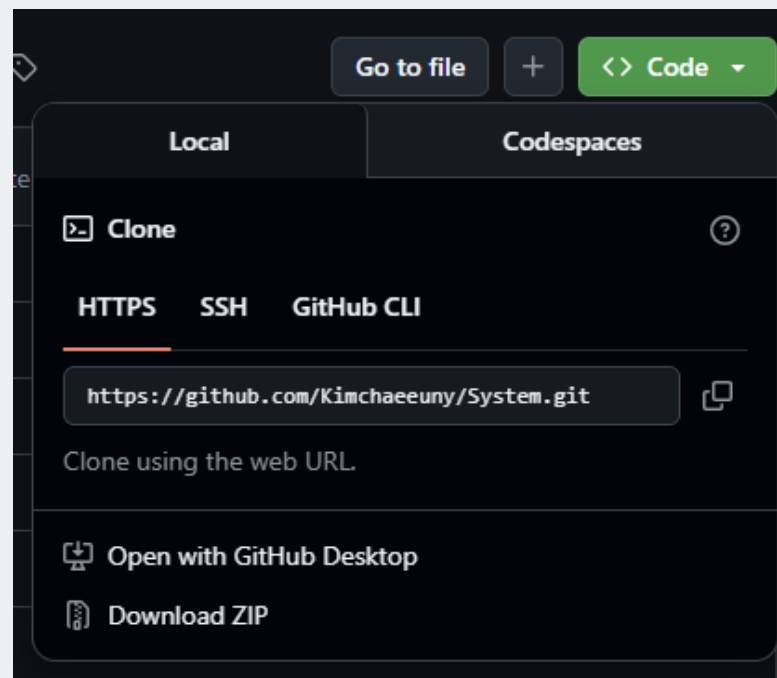 Go to file + <> Code
Local Codespaces
te
Clone
HTTPS SSH GitHub CLI
https://github.com/Kimchaeeuny/System.git
Clone using the web URL.
Open with GitHub Desktop
Download ZIP